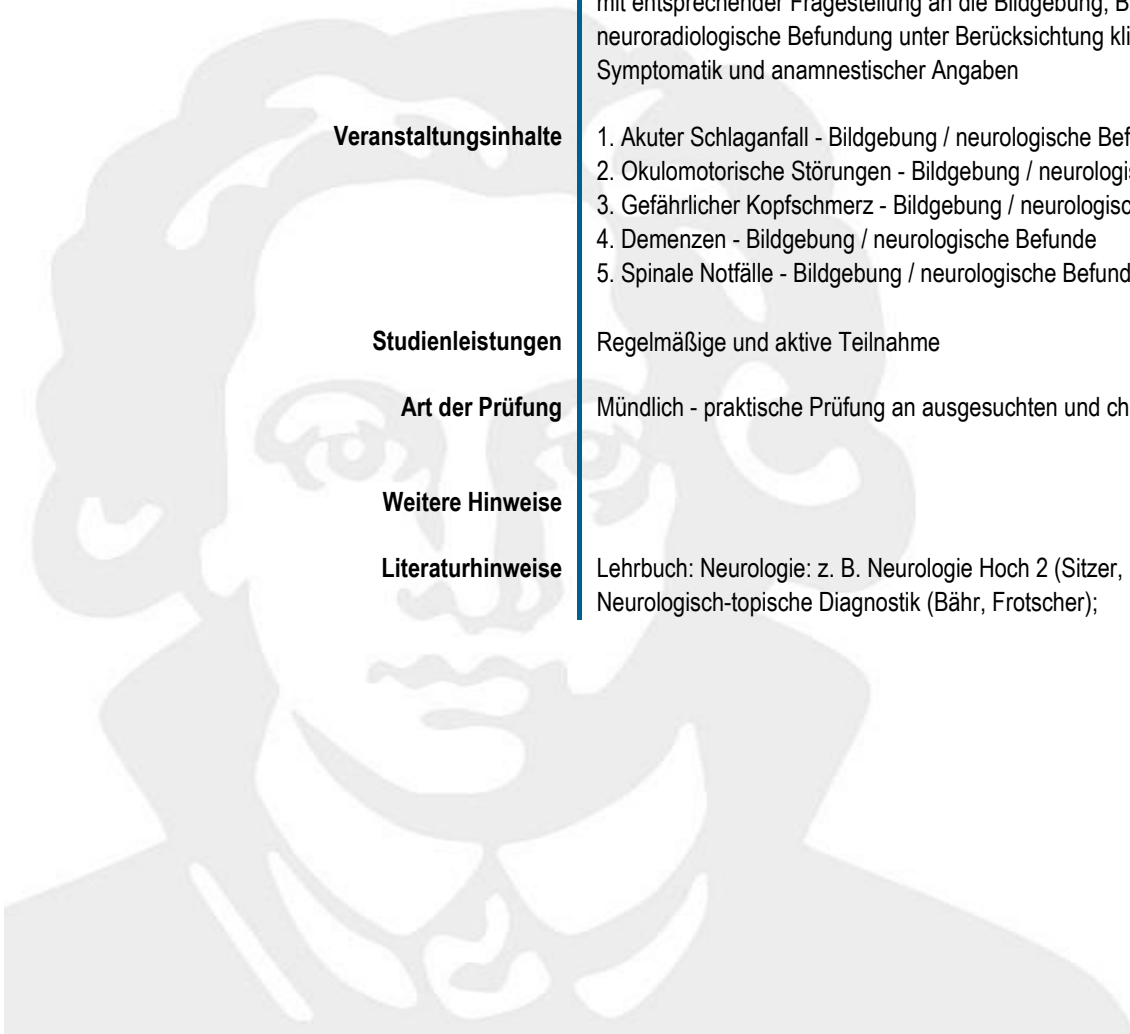 mit entsprechender Fragestellung an die Bildgebung,
neuroradiologische Befundung unter Berücksichtung
Symptomatik und anamnestischer Angaben
Veranstaltungsinhalte 1. Akuter Schlaganfall - Bildgebung / neurologische
2. Okulomotorische Störungen - Bildgebung /
3. Gefährlicher Kopfschmerz - Bildgebung /
4. Demenzen - Bildgebung / neurologische Befunde
5. Spinale Notfälle - Bildgebung / neurologische
Studienleistungen Regelmäßige und aktive Teilnahme
Art der Prüfung Mündlich - praktische Prüfung an ausgesuchten und
Weitere Hinweise
Literaturhinweise Lehrbuch: Neurologie: z. B. Neurologie Hoch 2 (Sitzer,
Neurologisch-topische Diagnostik (Bähr, Frotscher);